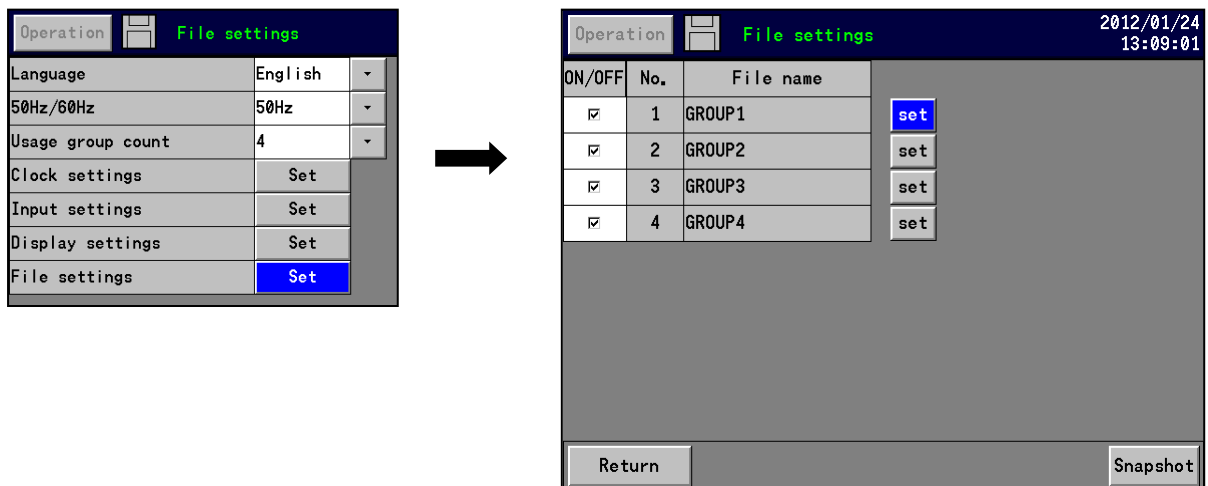 Operation File settings
Language English
50Hz/60Hz 50Hz
Usage group count 4
Clock settings Set
Input settings Set
Display settings Set
File settings Set
Operation File settings 2012/01/24
13:09:01
ON/OFF No. File name
1 GROUP1 set
2 GROUP2 set
3 GROUP3 set
4 GROUP4 set
Return Snapshot